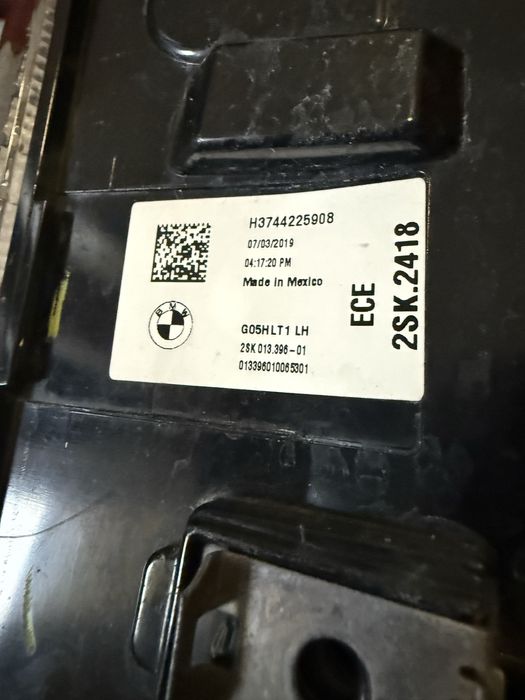 H3744225908
07/03/2019
04:17:20 PM
Made in Mexico
BMW
G05HLT1 LH
2SK 013.396-01
013396010065301
ECE
2SK.2418